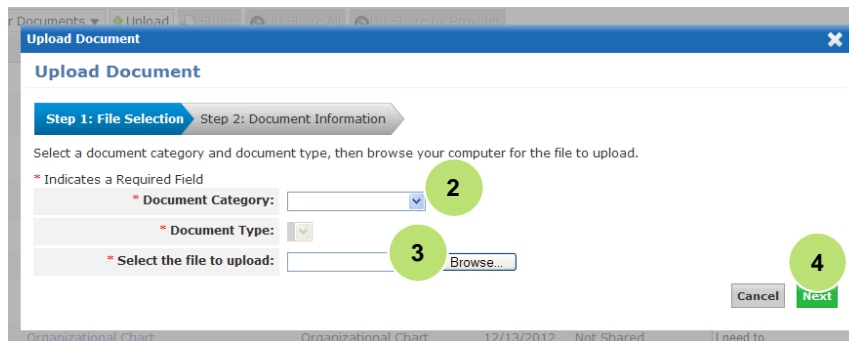 r Documents Upload Share Un-Share All Un-Share by Provider
Upload Document
Upload Document
Step 1: File Selection Step 2: Document Information
Select a document category and document type, then browse your computer for the file to upload.
* Indicates a Required Field
* Document Category: 2
* Document Type:
* Select the file to upload: 3 Browse...
4
Cancel Next
Organizational Chart Organizational Chart 12/13/2012 Not Shared I need to